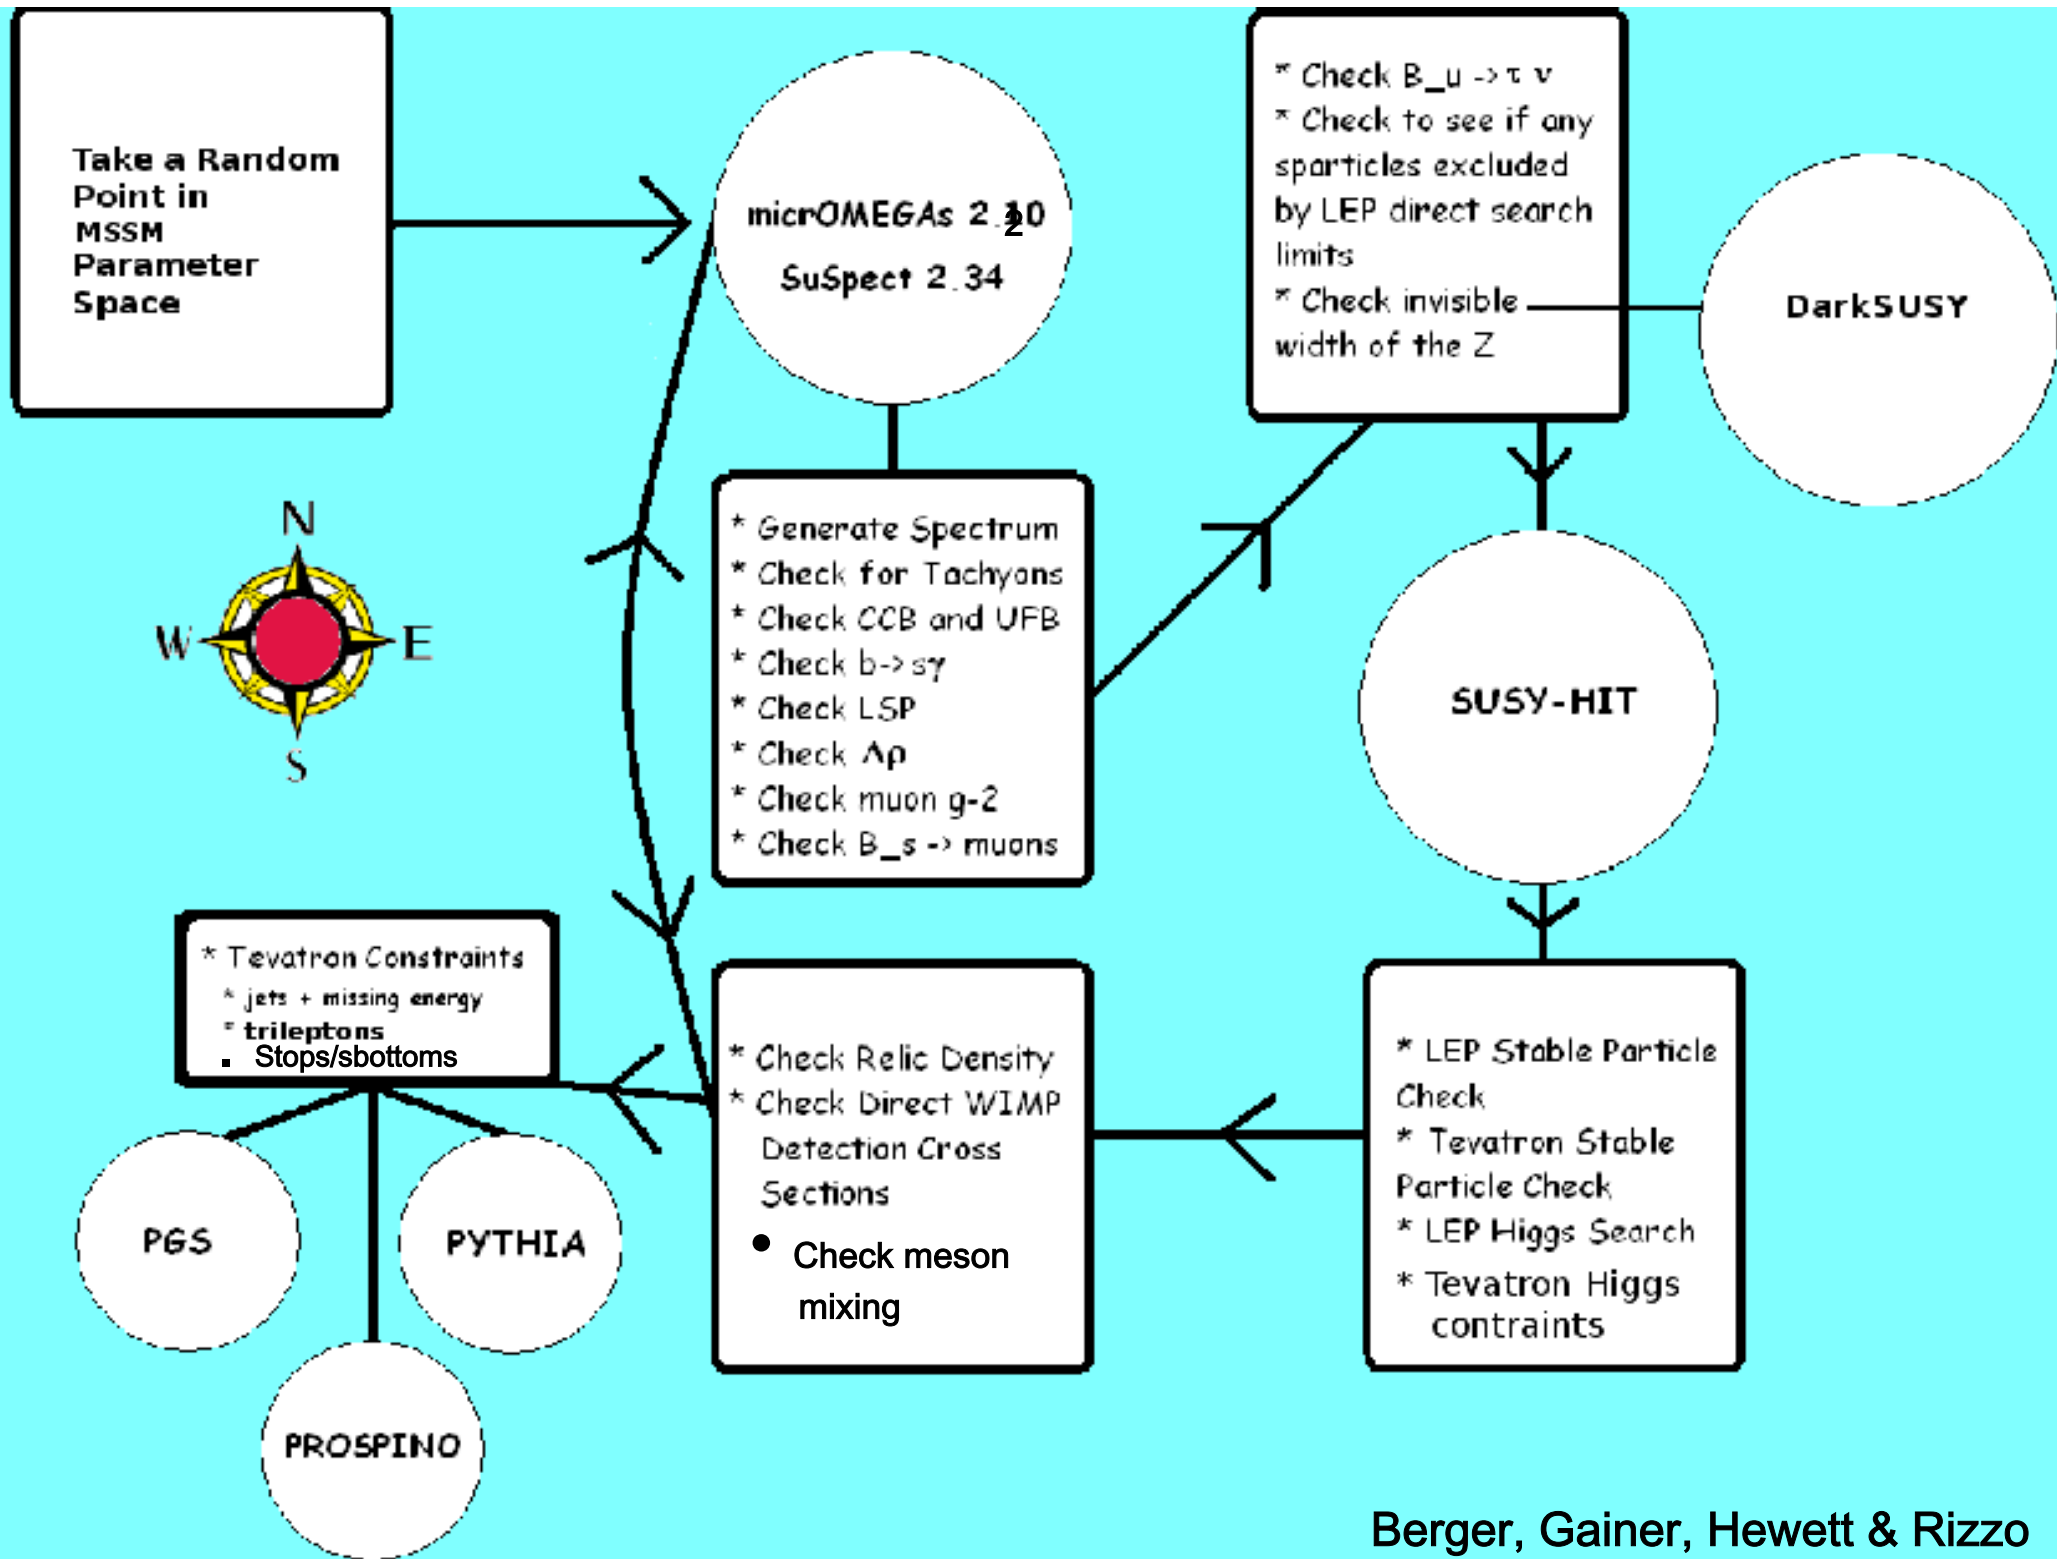 Take a Random
Point in
MSSM
Parameter
Space
micrOMEGAs
SuSpect 2.34
* Check B_u -> τ ν
* Check to see if any
sparticles excluded
by LEP direct search
limits
* Check invisible
width of the Z
DarkSUSY
N
W
E
S
* Generate Spectrum
* Check for Tachyons
* Check CCB and UFB
* Check b->sγ
* Check LSP
* Check Δρ
* Check muon g-2
* Check B_s -> muons
SUSY-HIT
* Tevatron Constraints
* jets + missing energy
* trileptons
▪ Stops/sbottoms
* Check Relic Density
* Check Direct WIMP
Detection Cross
Sections
• Check meson
mixing
* LEP Stable Particle
Check
* Tevatron Stable
Particle Check
* LEP Higgs Search
* Tevatron Higgs
contraints
PGS
PYTHIA
PROSPINO
Berger, Gainer, Hewett & Rizzo